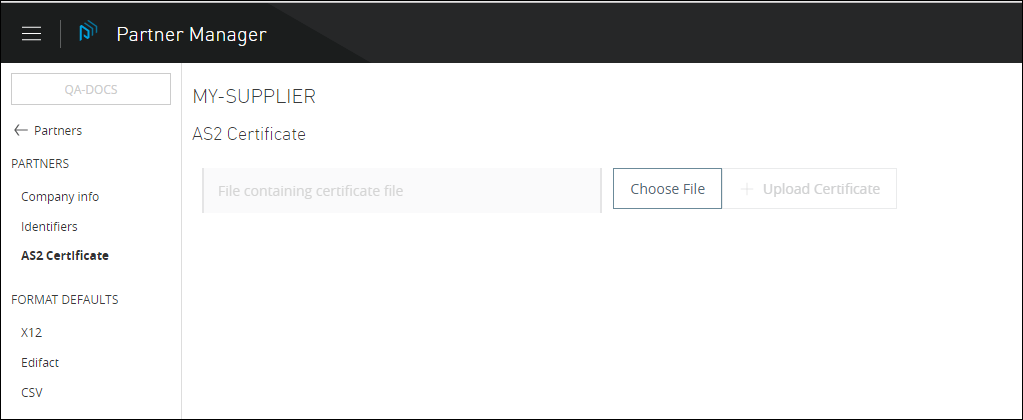 Partner Manager
QA-DOCS
← Partners
PARTNERS
Company info
Identifiers
AS2 Certificate
FORMAT DEFAULTS
X12
Edifact
CSV
MY-SUPPLIER
AS2 Certificate
File containing certificate file
Choose File
+ Upload Certificate